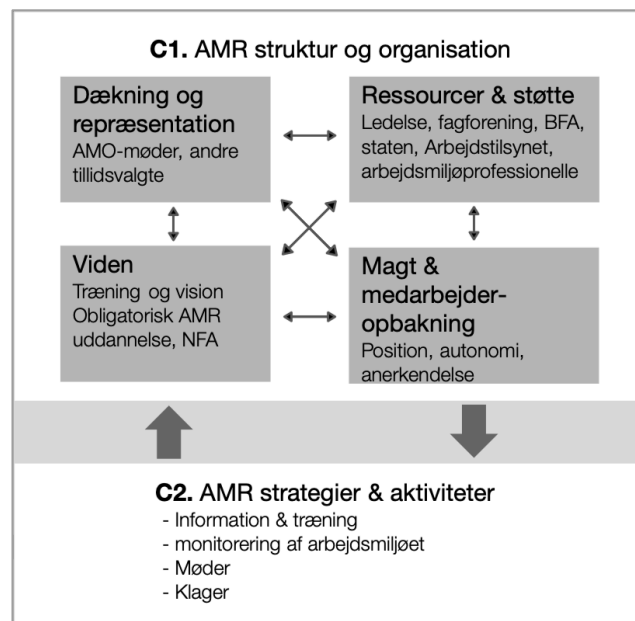 C1. AMR struktur og organisation
Dækning og
repræsentation
AMO-møder, andre
tillidsvalgte
Ressourcer & støtte
Ledelse, fagforening, BFA,
staten, Arbejdstilsynet,
arbejdsmiljøprofessionelle
Viden
Træning og vision
Obligatorisk AMR
uddannelse, NFA
Magt &
medarbejder-
opbakning
Position, autonomi,
anerkendelse
C2. AMR strategier & aktiviteter
- Information & træning
- monitorering af arbejdsmiljøet
- Møder
- Klager